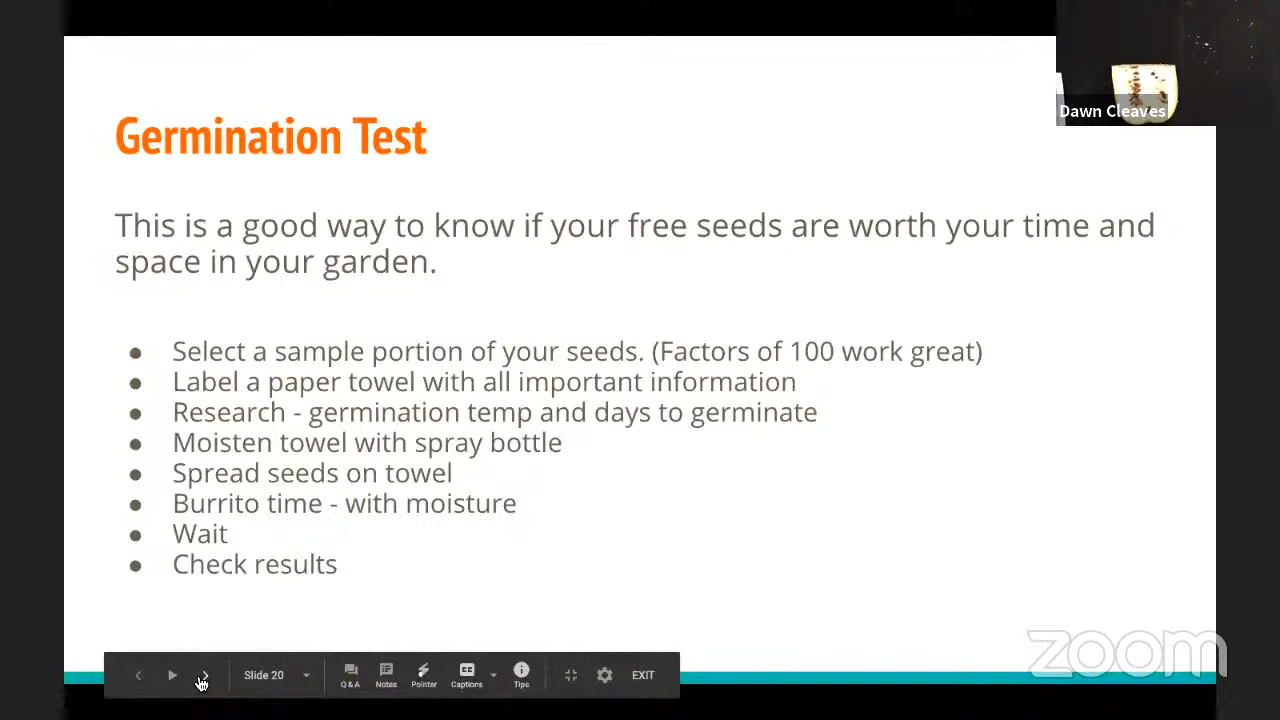 Dawn Cleaves
Germination Test
This is a good way to know if your free seeds are worth your time and
space in your garden.
● Select a sample portion of your seeds. (Factors of 100 work great)
● Label a paper towel with all important information
● Research - germination temp and days to germinate
● Moisten towel with spray bottle
● Spread seeds on towel
● Burrito time - with moisture
● Wait
● Check results
zoom
Slide 20 Q & A Notes Pointer Captions Tips EXIT